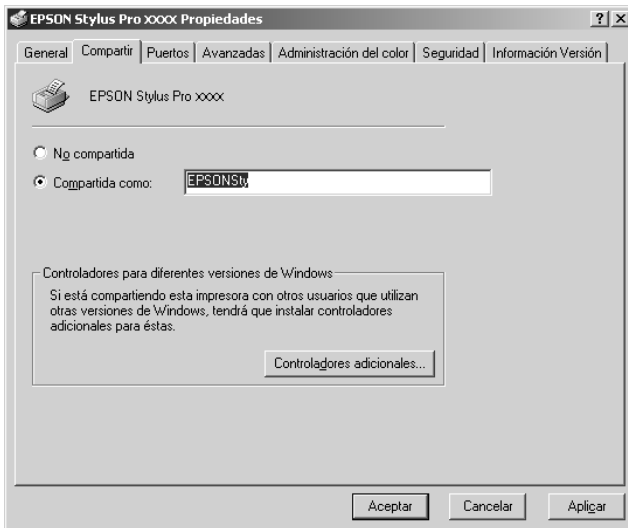 EPSON Stylus Pro xxxx Propiedades
General Compartir Puertos Avanzadas Administración del color Seguridad Información Versión
EPSON Stylus Pro xxxx
No compartida
Compartida como: EPSONSty
Controladores para diferentes versiones de Windows
Si está compartiendo esta impresora con otros usuarios que utilizan
otras versiones de Windows, tendrá que instalar controladores
adicionales para éstas.
Controladores adicionales...
Aceptar Cancelar Aplicar